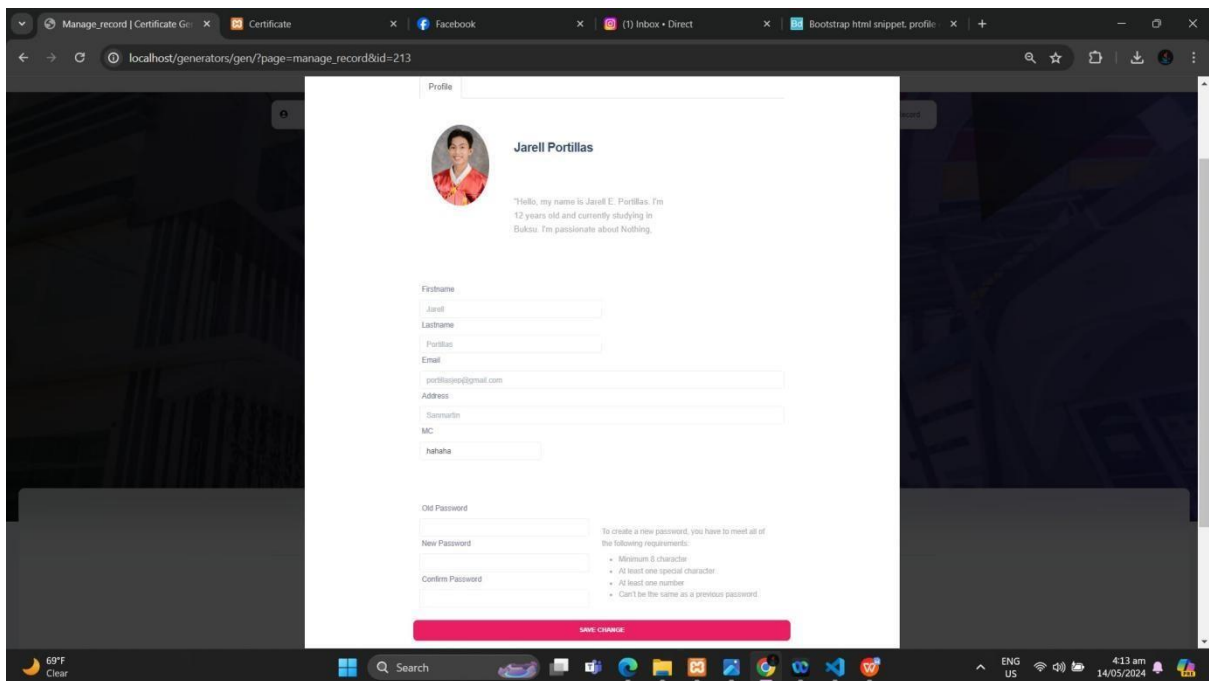 Manage_record | Certificate Ge
Certificate
Facebook
(1) Inbox • Direct
Bootstrap html snippet, profile
localhost/generators/gen/?page=manage_record&id=213
Profile
Jarell Portillas
"Hello, my name is Jarell E. Portillas. I'm
12 years old and currently studying in
Buksu. I'm passionate about Nothing.
Firstname
Jarell
Lastname
Portillas
Email
portillasjep@gmail.com
Address
Sanmartin
MC
hahaha
Old Password
New Password
Confirm Password
To create a new password, you have to meet all of
the following requirements:
• Minimum 8 character
• At least one special character
• At least one number
• Can't be the same as a previous password
SAVE CHANGE
69°F
Clear
Search
ENG
US
4:13 am
14/05/2024